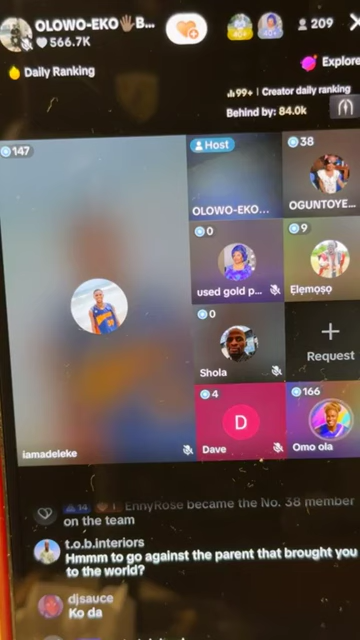 OLOWO-EKO🖐🏿B...
566.7K
209
Daily Ranking
Explore
99+ | Creator daily ranking
Behind by: 84.0k
147
Host
OLOWO-EKO...
38
OGUNTOYE...
0
used gold p...
9
Ẹlẹmọṣọ
0
Shola
+
Request
iamadeleke
4
D
Dave
166
Omo ola
14
1
EnnyRose became the No. 38 member
on the team
t.o.b.interiors
Hmmm to go against the parent that brought you
to the world?
djsauce
Ko da